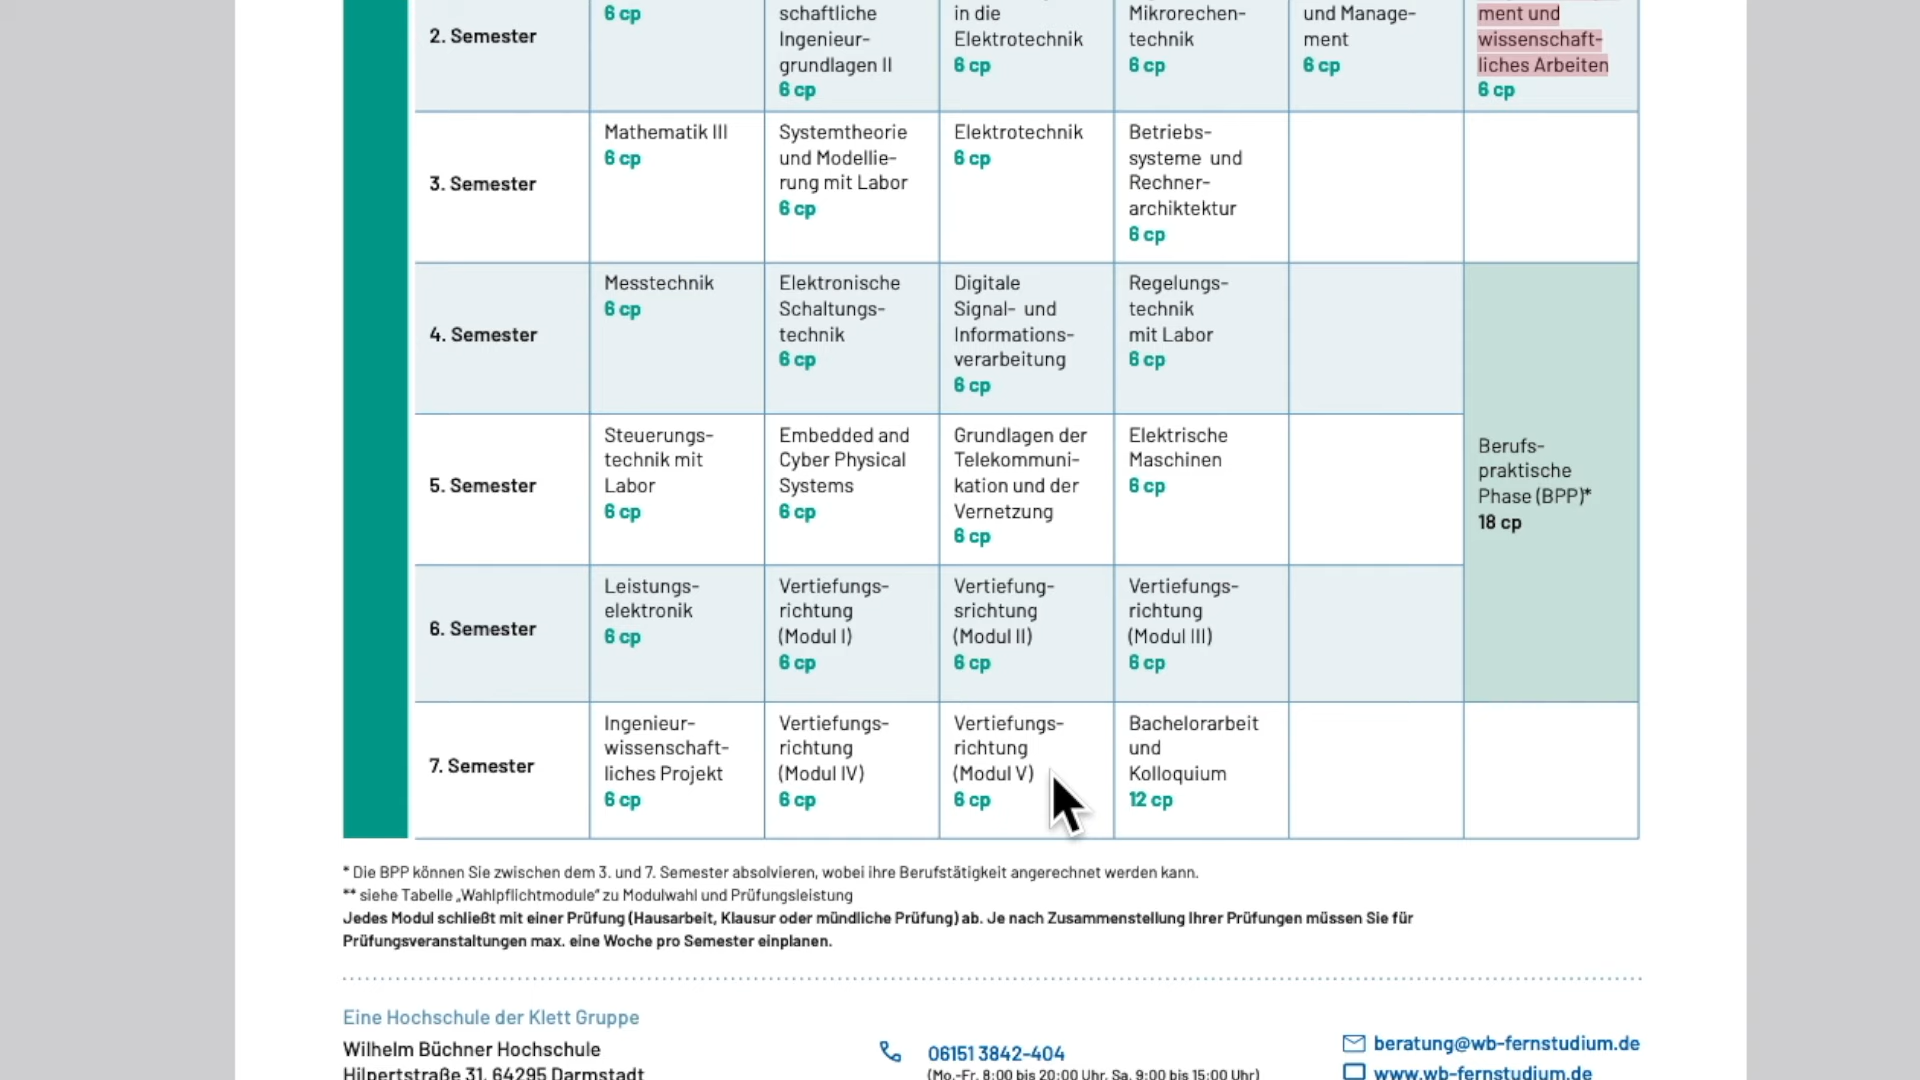 2. Semester
6 cp
schaftliche
Ingenieur-
grundlagen II
6 cp
in die
Elektrotechnik
6 cp
Mikrorechen-
technik
6 cp
und Manage-
ment
6 cp
ment und
wissenschaft-
liches Arbeiten
6 cp
3. Semester
Mathematik III
6 cp
Systemtheorie
und Modellie-
rung mit Labor
6 cp
Elektrotechnik
6 cp
Betriebs-
systeme und
Rechner-
archiktektur
6 cp
4. Semester
Messtechnik
6 cp
Elektronische
Schaltungs-
technik
6 cp
Digitale
Signal- und
Informations-
verarbeitung
6 cp
Regelungs-
technik
mit Labor
6 cp
5. Semester
Steuerungs-
technik mit
Labor
6 cp
Embedded and
Cyber Physical
Systems
6 cp
Grundlagen der
Telekommuni-
kation und der
Vernetzung
6 cp
Elektrische
Maschinen
6 cp
Berufs-
praktische
Phase (BPP)*
18 cp
6. Semester
Leistungs-
elektronik
6 cp
Vertiefungs-
richtung
(Modul I)
6 cp
Vertiefung-
srichtung
(Modul II)
6 cp
Vertiefungs-
richtung
(Modul III)
6 cp
7. Semester
Ingenieur-
wissenschaft-
liches Projekt
6 cp
Vertiefungs-
richtung
(Modul IV)
6 cp
Vertiefungs-
richtung
(Modul V)
6 cp
Bachelorarbeit
und
Kolloquium
12 cp
* Die BPP können Sie zwischen dem 3. und 7. Semester absolvieren, wobei ihre Berufstätigkeit angerechnet werden kann.
** siehe Tabelle „Wahlpflichtmodule“ zu Modulwahl und Prüfungsleistung
Jedes Modul schließt mit einer Prüfung (Hausarbeit, Klausur oder mündliche Prüfung) ab. Je nach Zusammenstellung Ihrer Prüfungen müssen Sie für
Prüfungsveranstaltungen max. eine Woche pro Semester einplanen.
Eine Hochschule der Klett Gruppe
Wilhelm Büchner Hochschule
Hilpertstraße 31, 64295 Darmstadt
06151 3842-404
(Mo.-Fr. 8:00 bis 20:00 Uhr, Sa. 9:00 bis 15:00 Uhr)
beratung@wb-fernstudium.de
www.wb-fernstudium.de